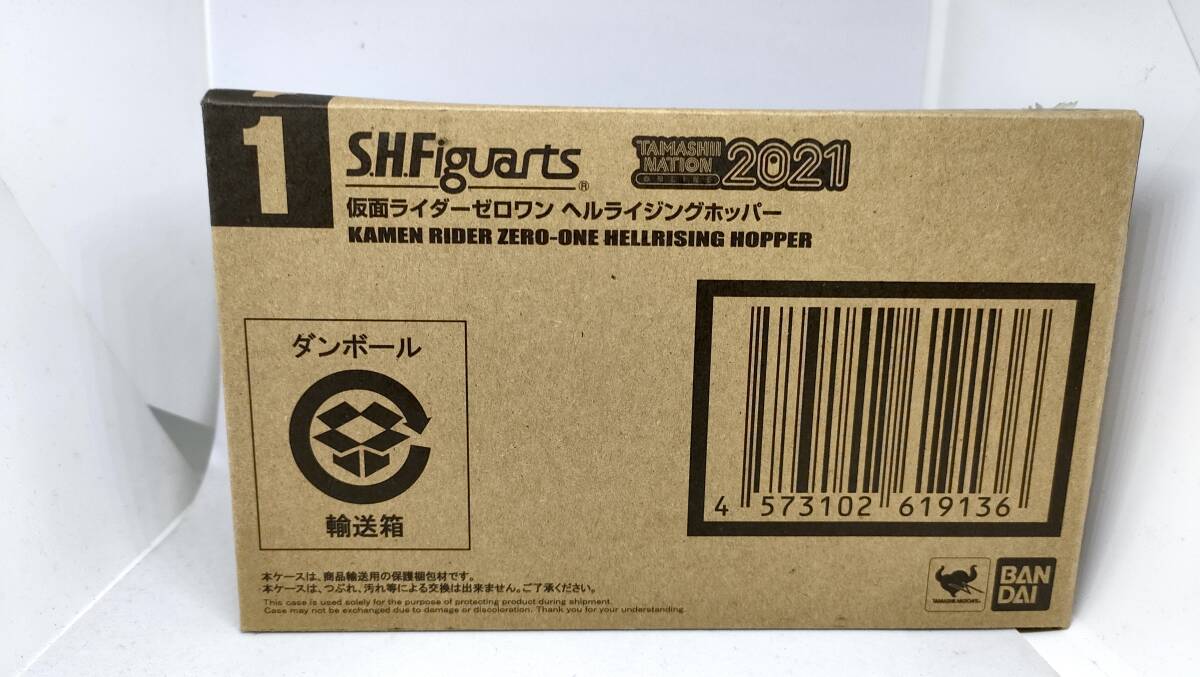 1
S.H.Figuarts®
TAMASHII
NATION
ONLINE
2021
仮面ライダーゼロワン ヘルライジングホッパー
KAMEN RIDER ZERO-ONE HELLRISING HOPPER
ダンボール
輸送箱
4 573102 619136
本ケースは、商品輸送用の保護梱包材です。
本ケースは、つぶれ、汚れ等による交換は出来ません。ご了承ください。
This case is used solely for the purpose of protecting product during shipment.
Case may not be exchanged due to damage or discoloration. Thank you for your understanding.
TAMASHII NATIONS
BAN
DAI